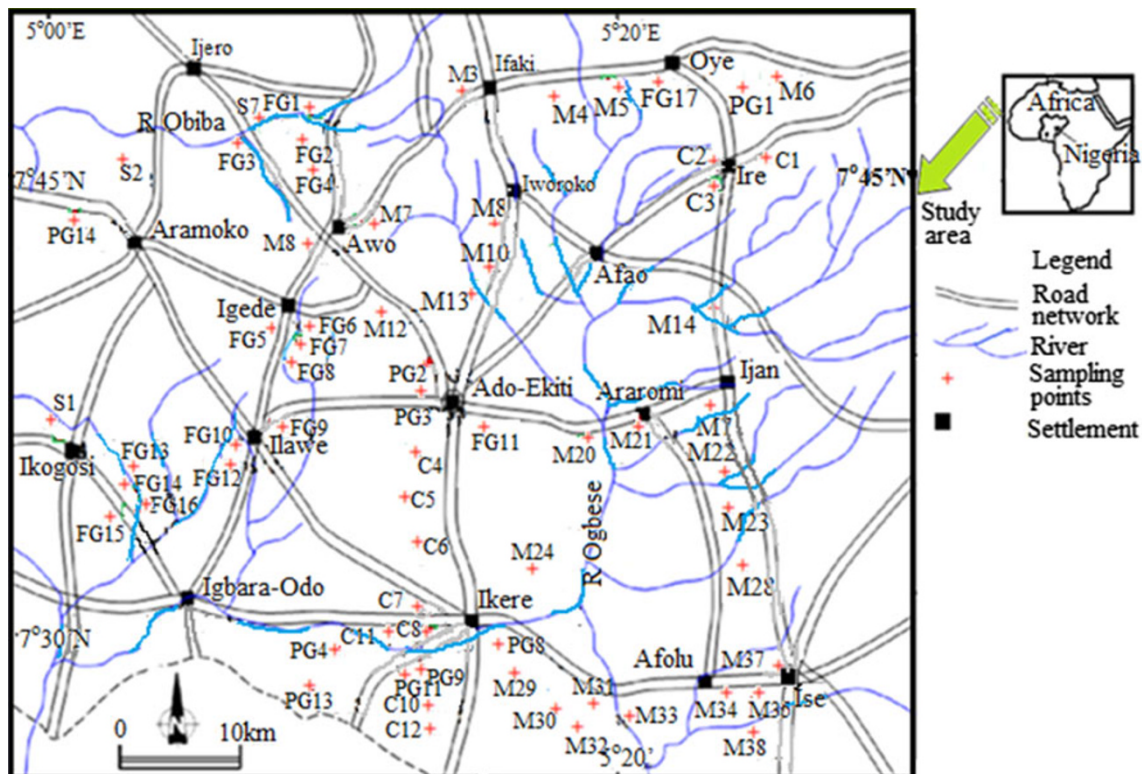 5°00'E
5°20'E
Ijero
Ifaki
Oye
M3
M4
M5
FG17
PG1
M6
S7
FG1
R. Obiba
FG3
FG2
FG4
S2
7°45'N
7°45'N
C2
C1
Ire
C3
Iworoko
PG14
Aramoko
M7
M8
Awo
M8
M10
Afao
M13
Igede
FG5
FG6
FG7
FG8
M12
M14
PG2
PG3
Ado-Ekiti
Araromi
Ijan
S1
FG10
FG9
Ilawe
FG11
M20
M21
M7
M22
Ikogosi
FG13
FG14
FG16
FG15
FG12
C4
C5
C6
M23
M24
R. Ogbese
M28
Igbara-Odo
C7
Ikere
C11
C8
7°30'N
PG4
PG8
PG9
PG11
PG13
C10
C12
M29
M30
M31
M32
M33
Afolu
M37
M34
M36
Ise
M38
0
10km
5°20'
Africa
Nigeria
Study
area
Legend
Road
network
River
Sampling
points
Settlement